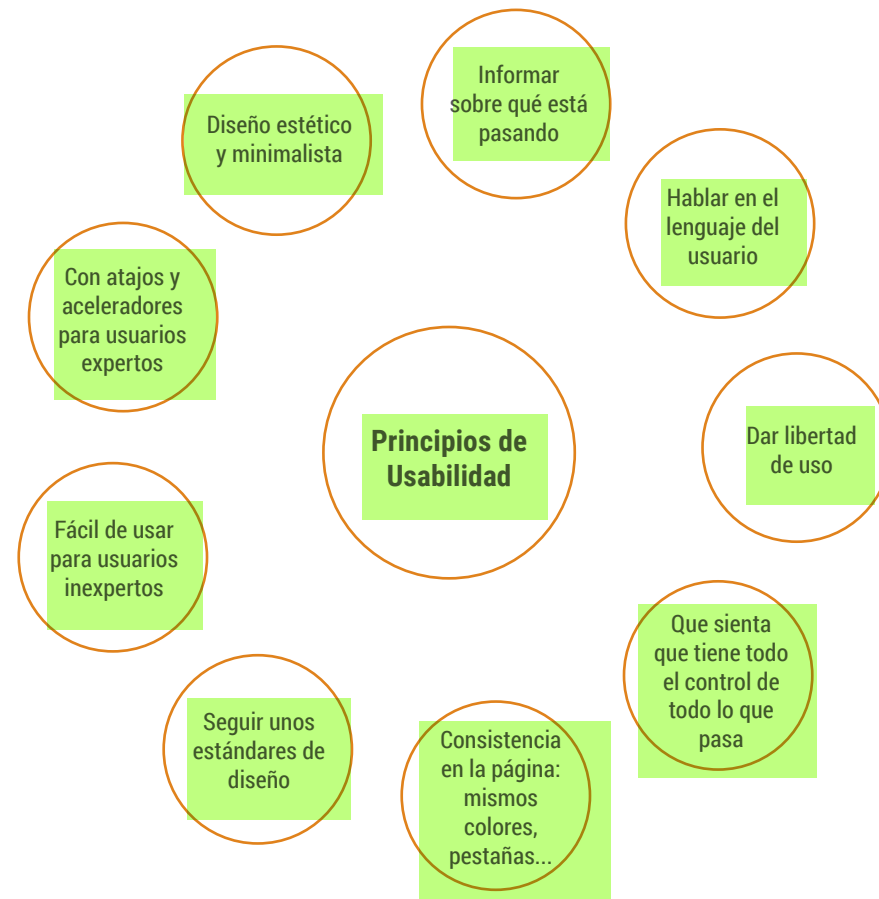 Informar
sobre qué está
pasando
Diseño estético
y minimalista
Hablar en el
lenguaje del
usuario
Con atajos y
aceleradores
para usuarios
expertos
Principios de
Usabilidad
Dar libertad
de uso
Fácil de usar
para usuarios
inexpertos
Que sienta
que tiene todo
el control de
todo lo que
pasa
Seguir unos
estándares de
diseño
Consistencia
en la página:
mismos
colores,
pestañas...